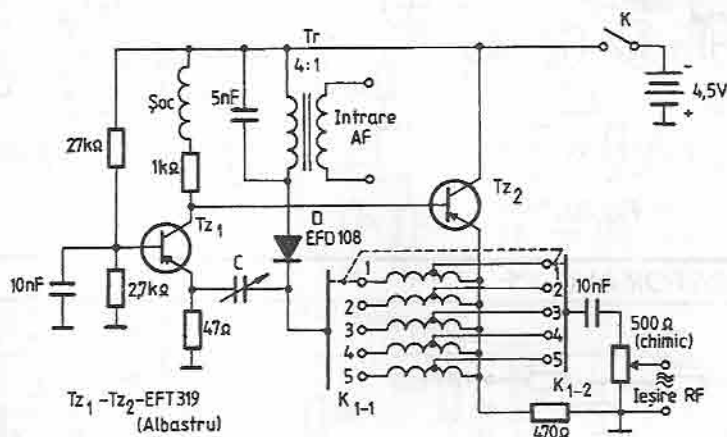 Tr
K
4:1
Şoc
5nF
Intrare
AF
-
4,5V
+
27kΩ
1kΩ
Tz2
Tz1
D
EFD108
10nF
2,7kΩ
C
47Ω
1
2
3
4
5
1
2
3
4
5
10nF
500Ω
(chimic)
K1-1
K1-2
Ieşire RF
470Ω
Tz1-Tz2-EFT319
(Albastru)